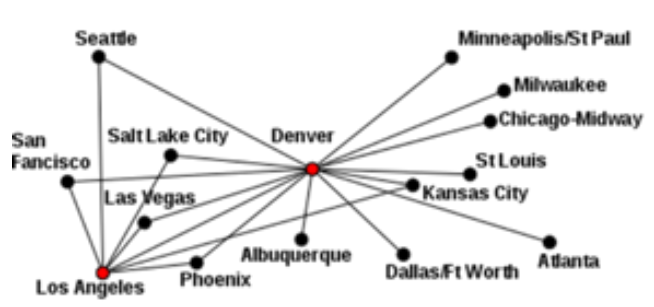 Seattle
Minneapolis/St Paul
Milwaukee
Chicago-Midway
Salt Lake City
Denver
San
Fancisco
St Louis
Las Vegas
Kansas City
Albuquerque
Dallas/Ft Worth
Atlanta
Phoenix
Los Angeles